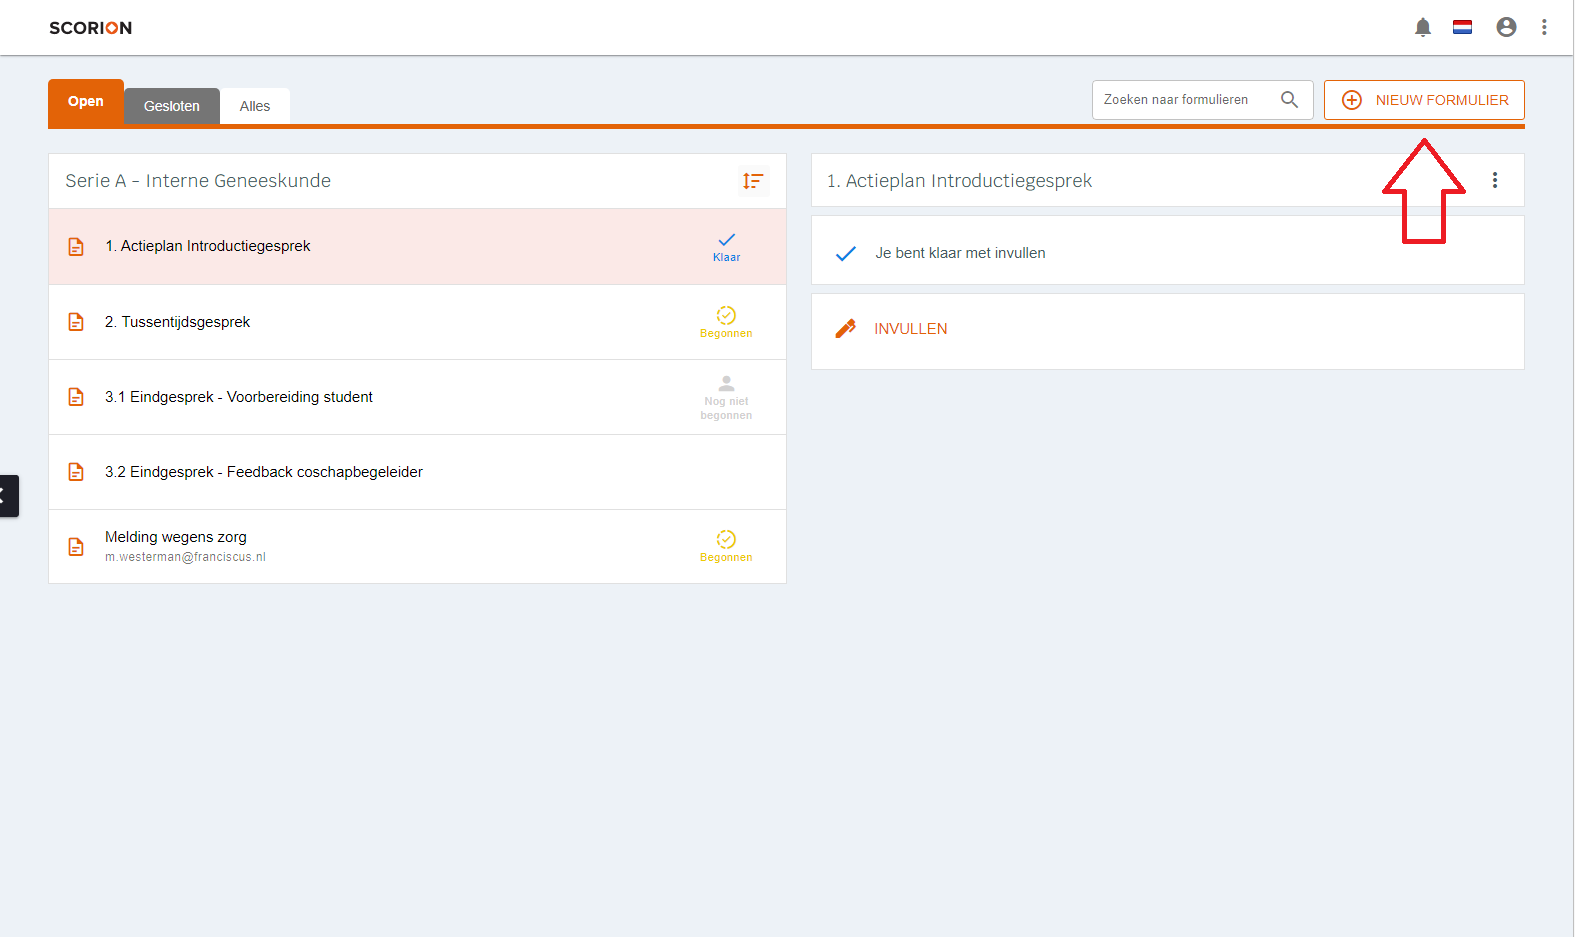 SCORION
Open
Gesloten
Alles
Zoeken naar formulieren
NIEUW FORMULIER
Serie A - Interne Geneeskunde
1. Actieplan Introductiegesprek
Klaar
2. Tussentijdsgesprek
Begonnen
3.1 Eindgesprek - Voorbereiding student
Nog niet
begonnen
3.2 Eindgesprek - Feedback coschapbegeleider
Melding wegens zorg
m.westerman@franciscus.nl
Begonnen
1. Actieplan Introductiegesprek
Je bent klaar met invullen
INVULLEN